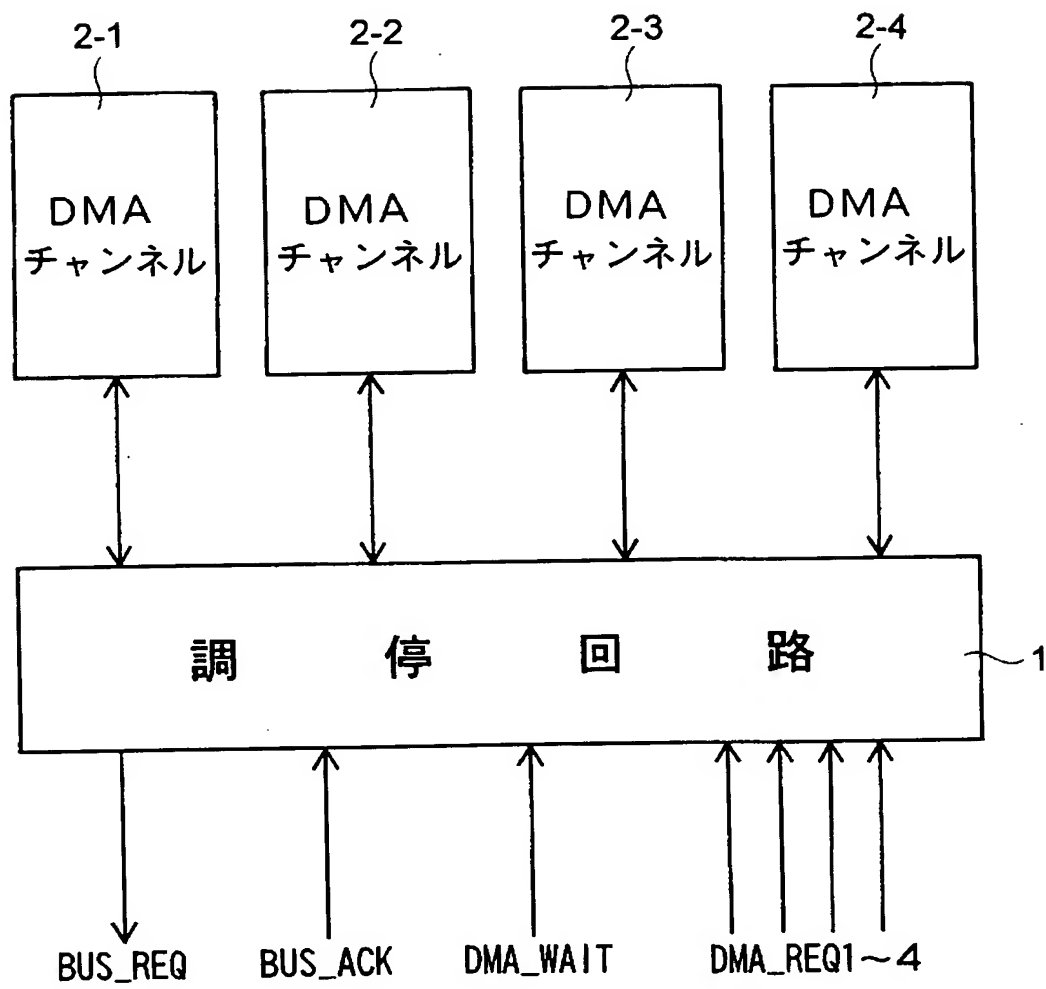 2-1 2-2 2-3 2-4
DMA
チャンネル
DMA
チャンネル
DMA
チャンネル
DMA
チャンネル
調停回路
1
BUS_REQ BUS_ACK DMA_WAIT DMA_REQ1～4